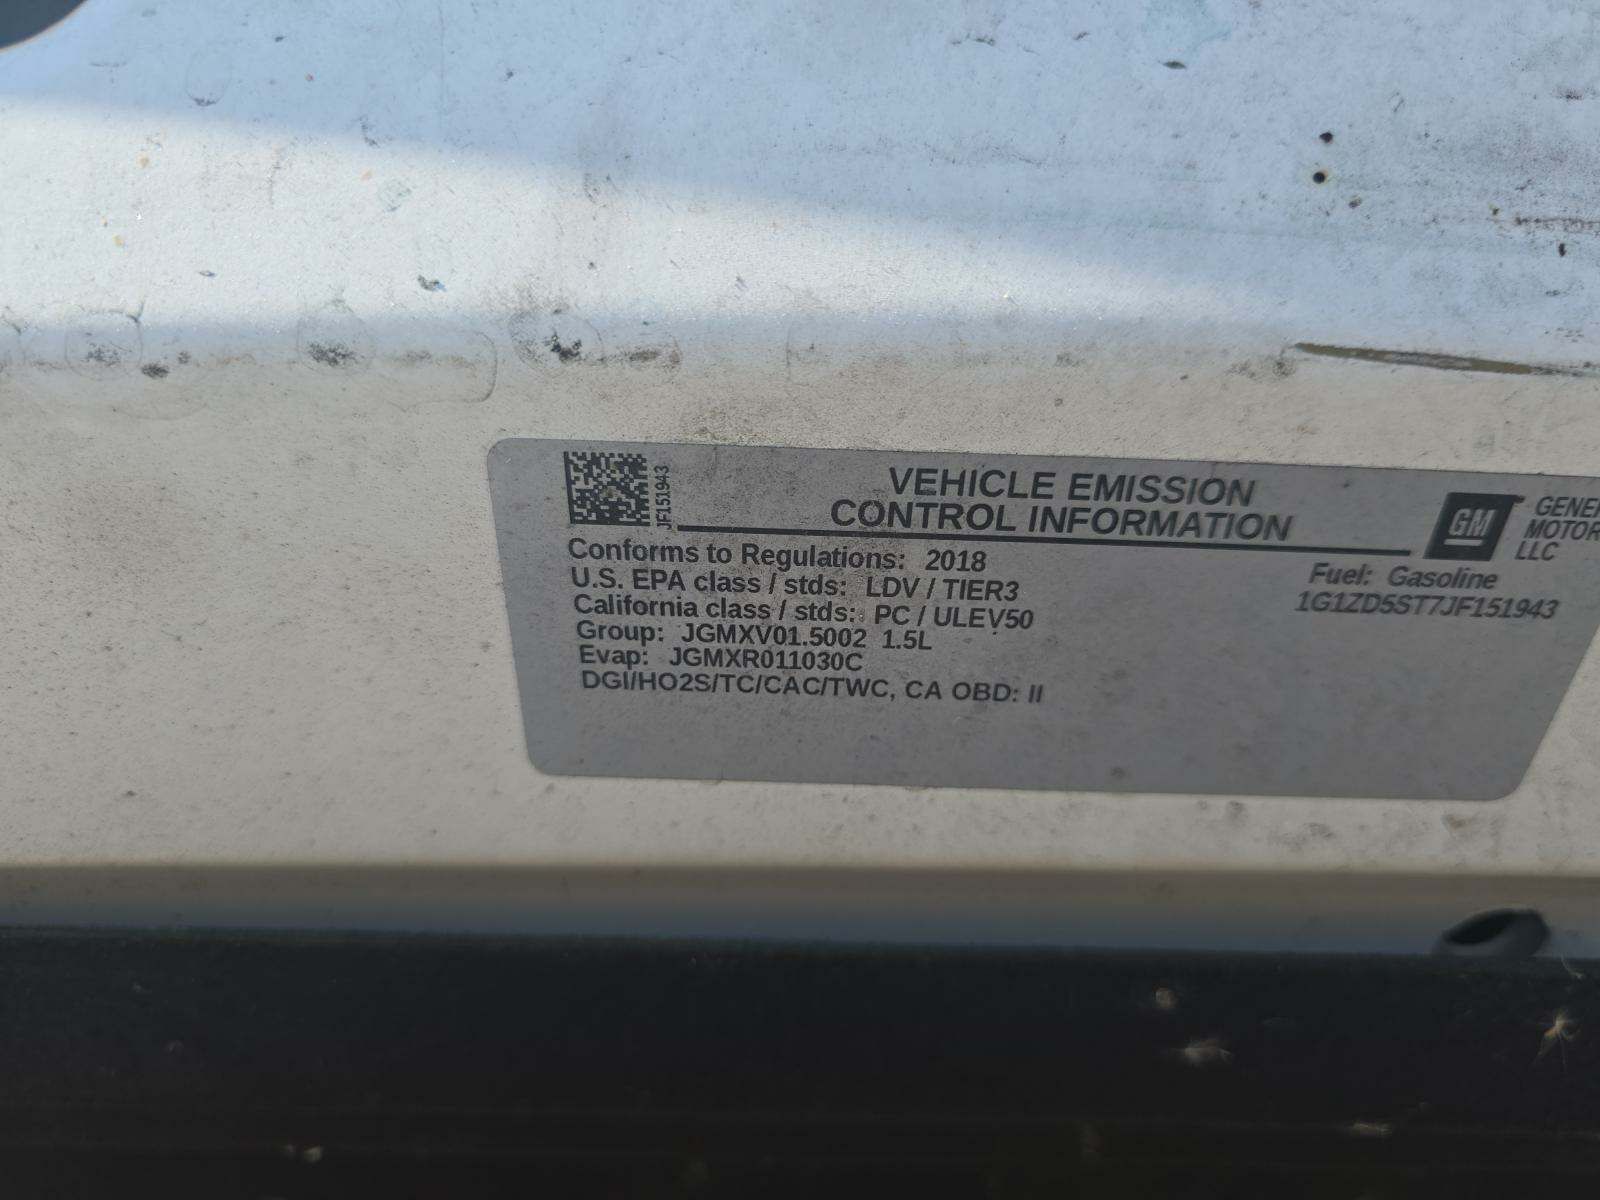 JF151943
VEHICLE EMISSION
CONTROL INFORMATION
GM
MOTOR
LLC
Conforms to Regulations: 2018
U.S. EPA class / stds: LDV / TIER3
California class / stds: PC / ULEV50
Group: JGMXV01.5002 1.5L
Evap: JGMXR011030C
DGI/HO2S/TC/CAC/TWC, CA OBD: II
Fuel: Gasoline
1G1ZD5ST7JF151943